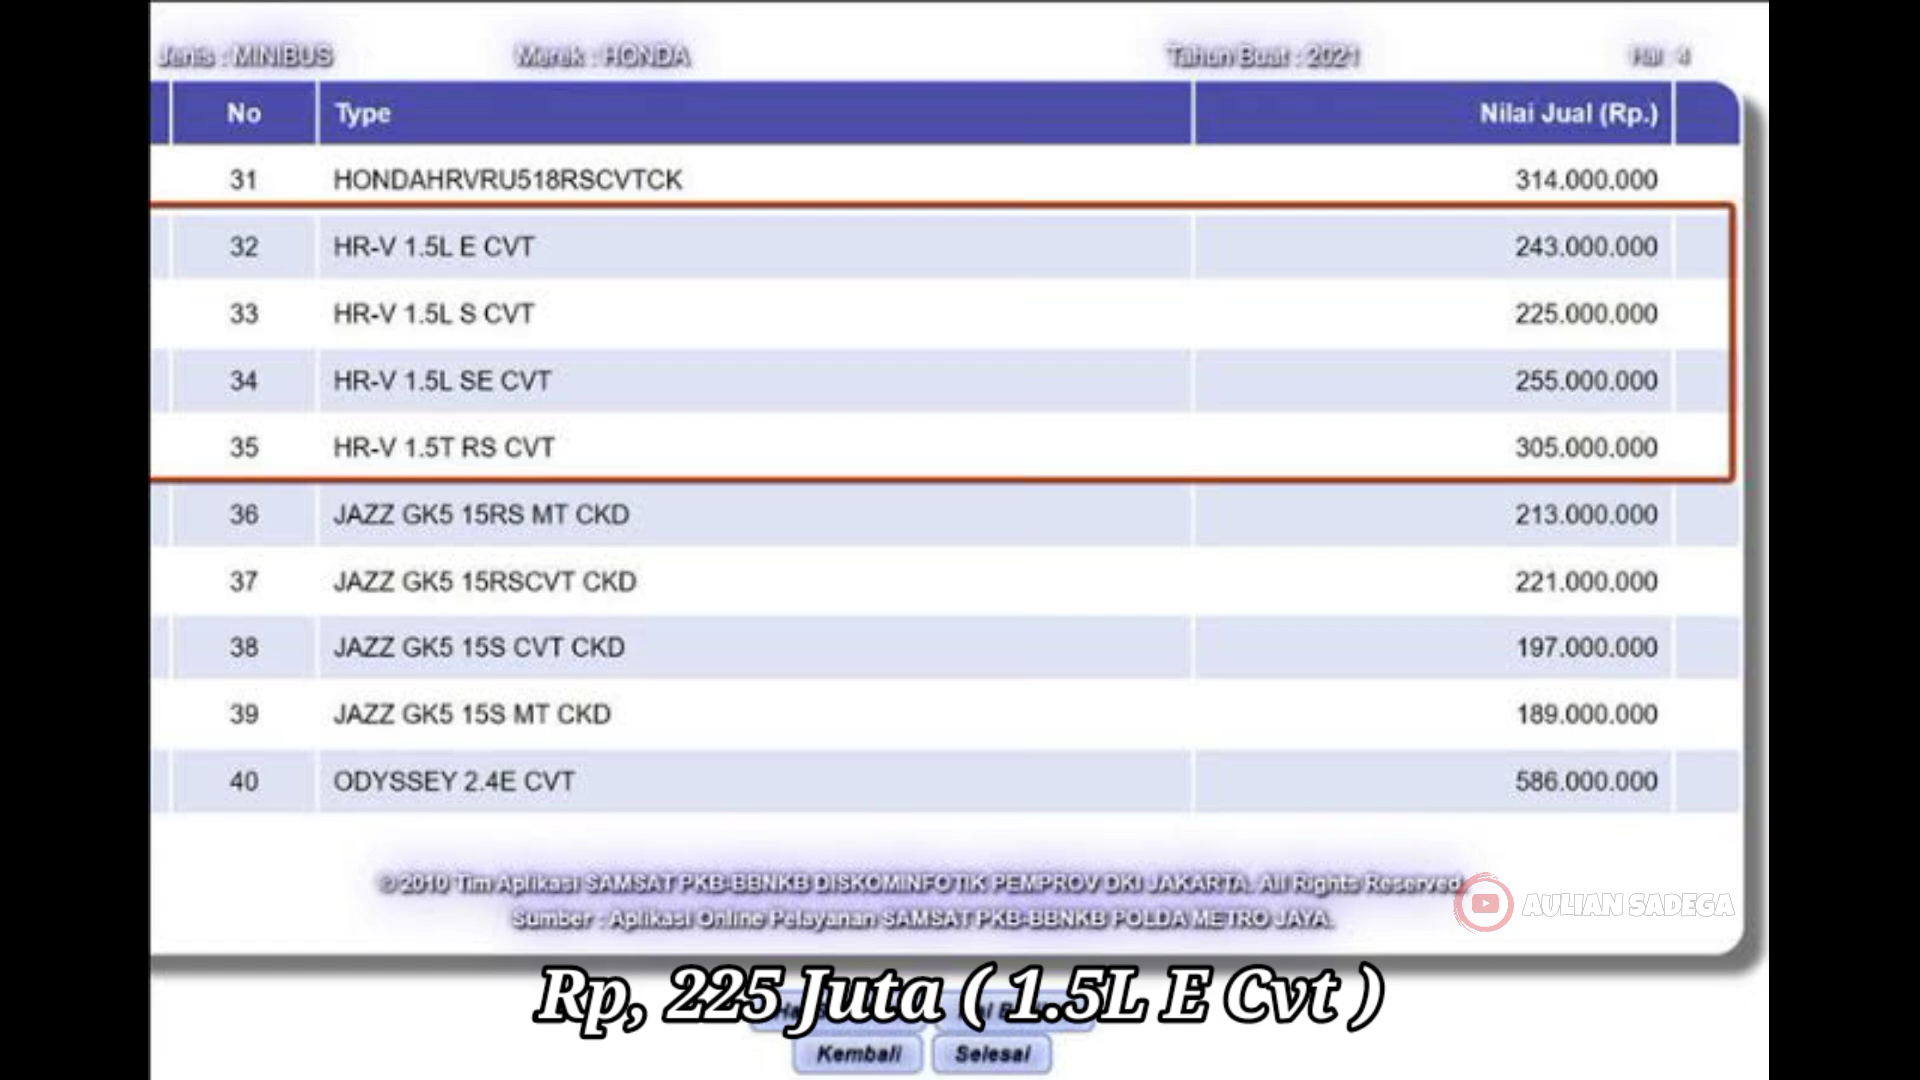 Jenis : MINIBUS Merek : HONDA Tahun Buat : 2021 Hal : 4
No Type Nilai Jual (Rp.)
31 HONDAHRVRU518RSCVTCK 314.000.000
32 HR-V 1.5L E CVT 243.000.000
33 HR-V 1.5L S CVT 225.000.000
34 HR-V 1.5L SE CVT 255.000.000
35 HR-V 1.5T RS CVT 305.000.000
36 JAZZ GK5 15RS MT CKD 213.000.000
37 JAZZ GK5 15RSCVT CKD 221.000.000
38 JAZZ GK5 15S CVT CKD 197.000.000
39 JAZZ GK5 15S MT CKD 189.000.000
40 ODYSSEY 2.4E CVT 586.000.000
© 2010 Tim Aplikasi SAMSAT PKB-BBNKB DISKOMINFOTIK PEMPROV DKI JAKARTA. All Rights Reserved
AULIAN SADEGA
Sumber : Aplikasi Online Pelayanan SAMSAT PKB-BBNKB POLDA METRO JAYA.
Rp, 225 Juta ( 1.5L E Cvt )
Kembali Selesai